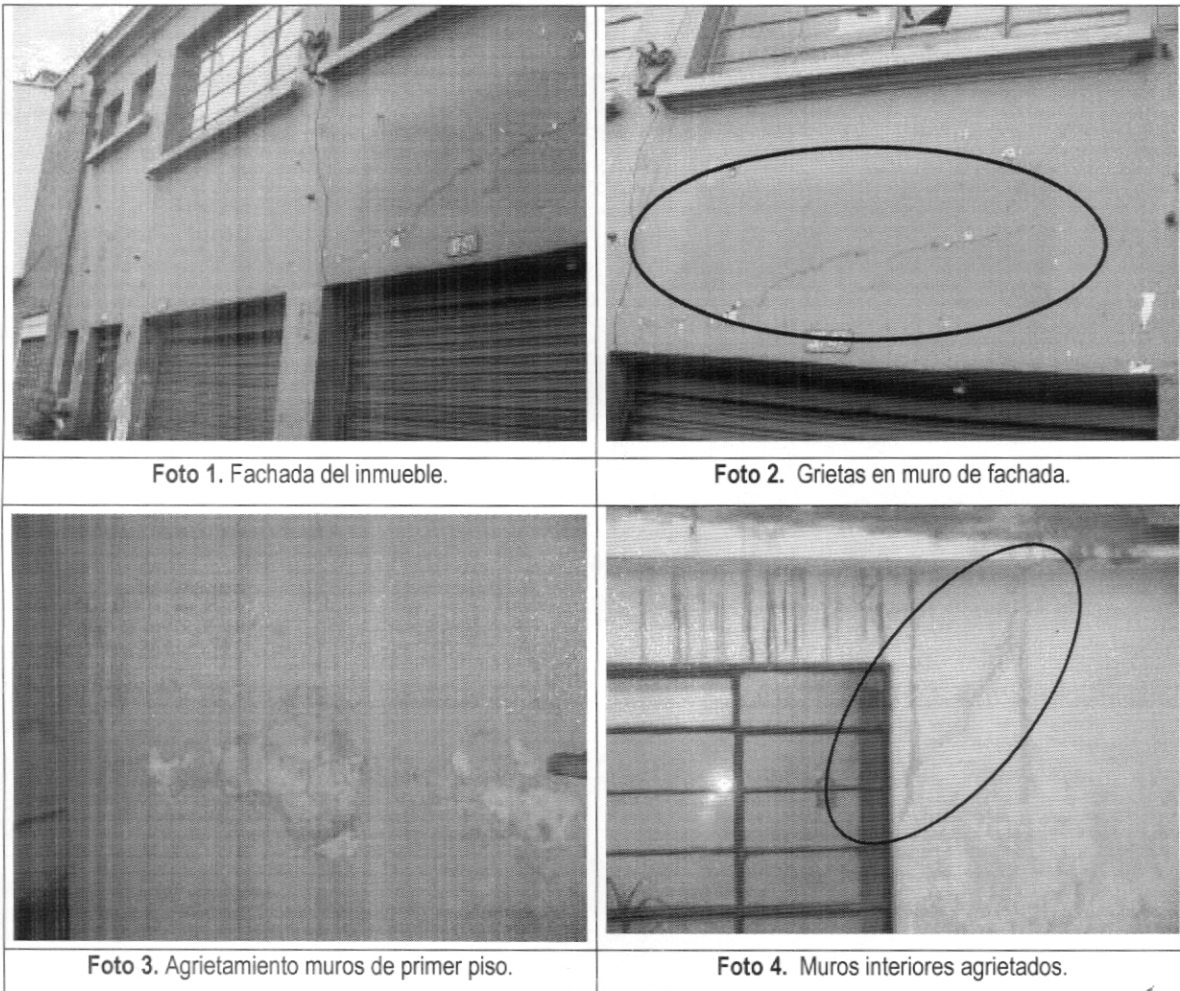 Foto 1. Fachada del inmueble.
Foto 2. Grietas en muro de fachada.
Foto 3. Agrietamiento muros de primer piso.
Foto 4. Muros interiores agrietados.